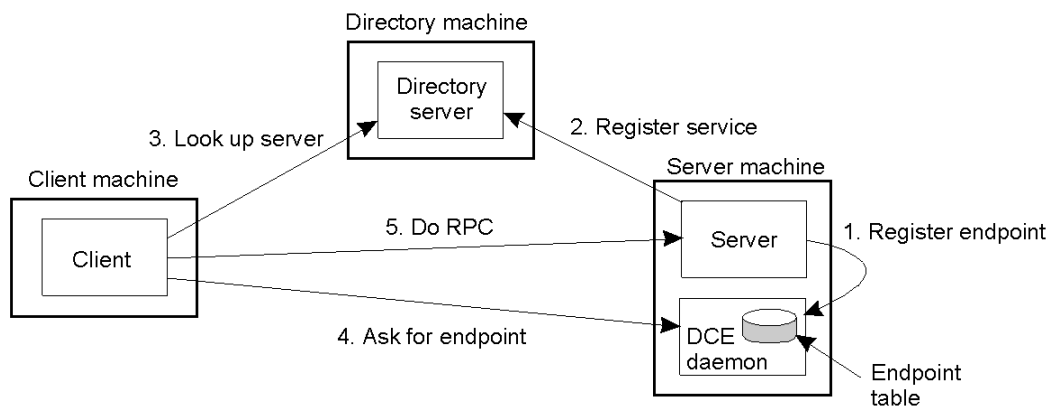 Directory machine
Directory
server
3. Look up server
2. Register service
Client machine
Server machine
5. Do RPC
Client
Server
1. Register endpoint
4. Ask for endpoint
DCE
daemon
Endpoint
table